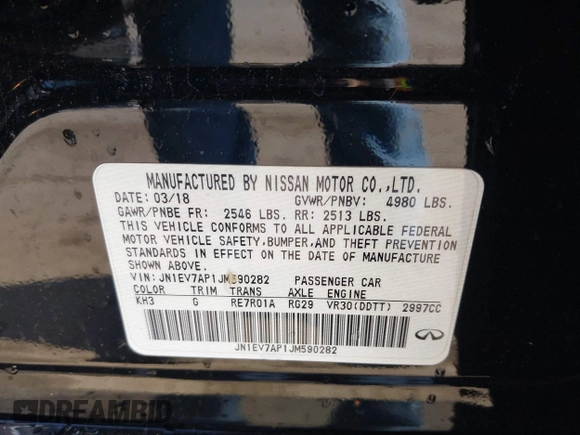 MANUFACTURED BY NISSAN MOTOR CO.,LTD.
DATE: 03/18 GVWR/PNBV: 4980 LBS.
GAWR/PNBE FR: 2546 LBS. RR: 2513 LBS.
THIS VEHICLE CONFORMS TO ALL APPLICABLE FEDERAL
MOTOR VEHICLE SAFETY, BUMPER, AND THEFT PREVENTION
STANDARDS IN EFFECT ON THE DATE OF MANUFACTURE
SHOWN ABOVE.
VIN: JN1EV7AP1JM590282 PASSENGER CAR
COLOR TRIM TRANS AXLE ENGINE
KH3 G RE7R01A RG29 VR30(DDTT) 2997CC
JN1EV7AP1JM590282
INFINITI
DREAMBID